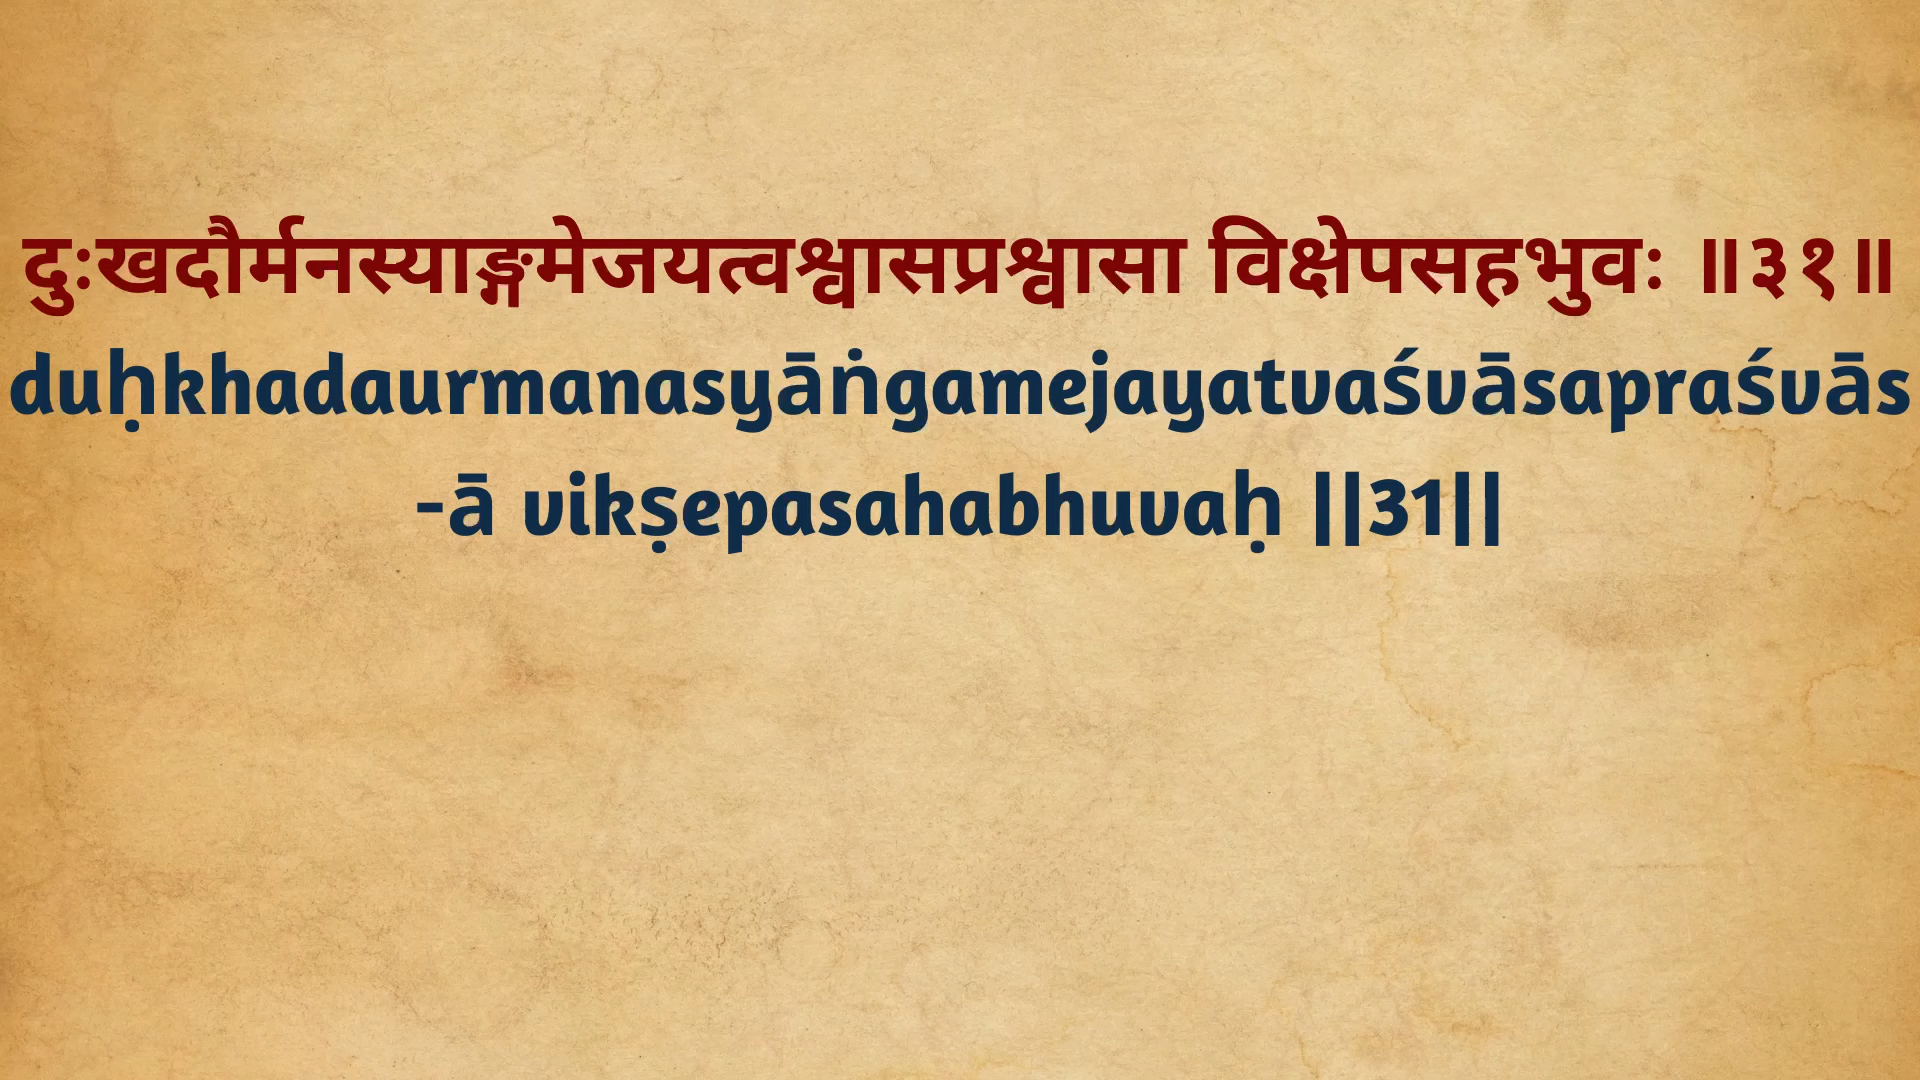 दुःखदौर्मनस्याङ्गमेजयत्वश्वासप्रश्वासा विक्षेपसहभुवः ॥३१॥
duḥkhadaurmanasyāṅgamejayatvaśvāsapraśvās
-ā vikṣepasahabhuvaḥ ||31||